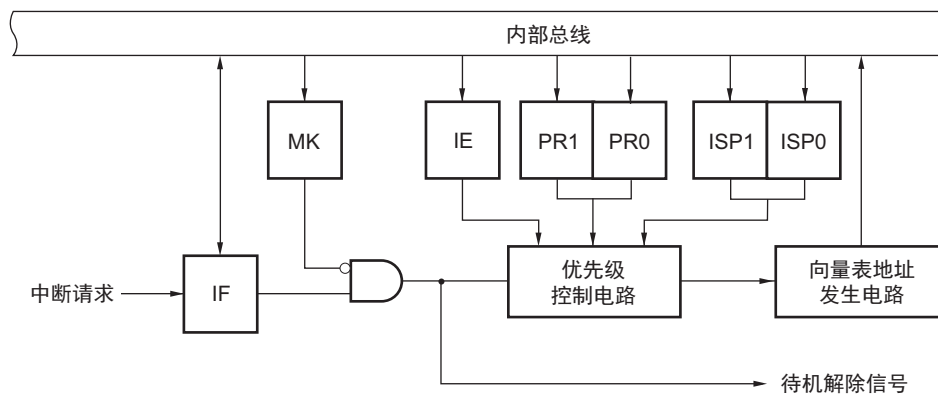 内部总线
MK
IE
PR1
PR0
ISP1
ISP0
中断请求
IF
优先级
控制电路
向量表地址
发生电路
待机解除信号